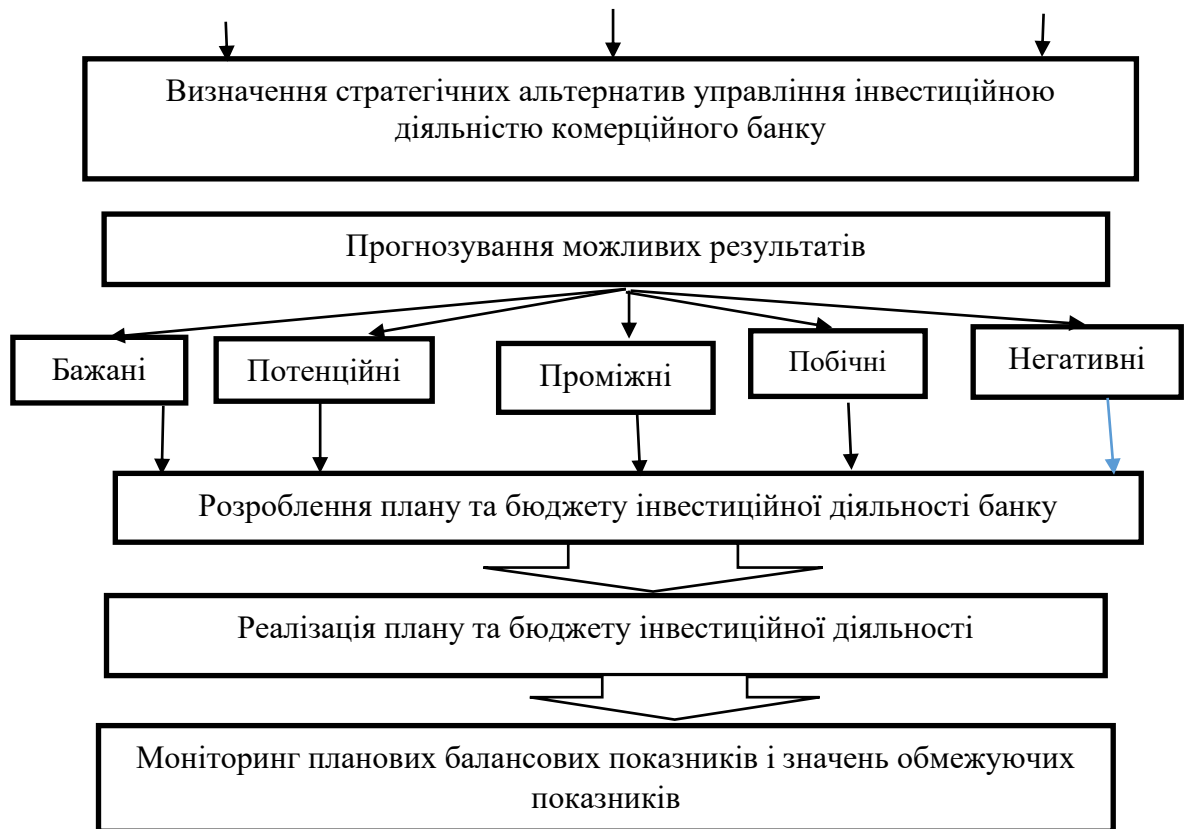 Визначення стратегічних альтернатив управління інвестиційною
діяльністю комерційного банку
Прогнозування можливих результатів
Бажані
Потенційні
Проміжні
Побічні
Негативні
Розроблення плану та бюджету інвестиційної діяльності банку
Реалізація плану та бюджету інвестиційної діяльності
Моніторинг планових балансових показників і значень обмежуючих
показників